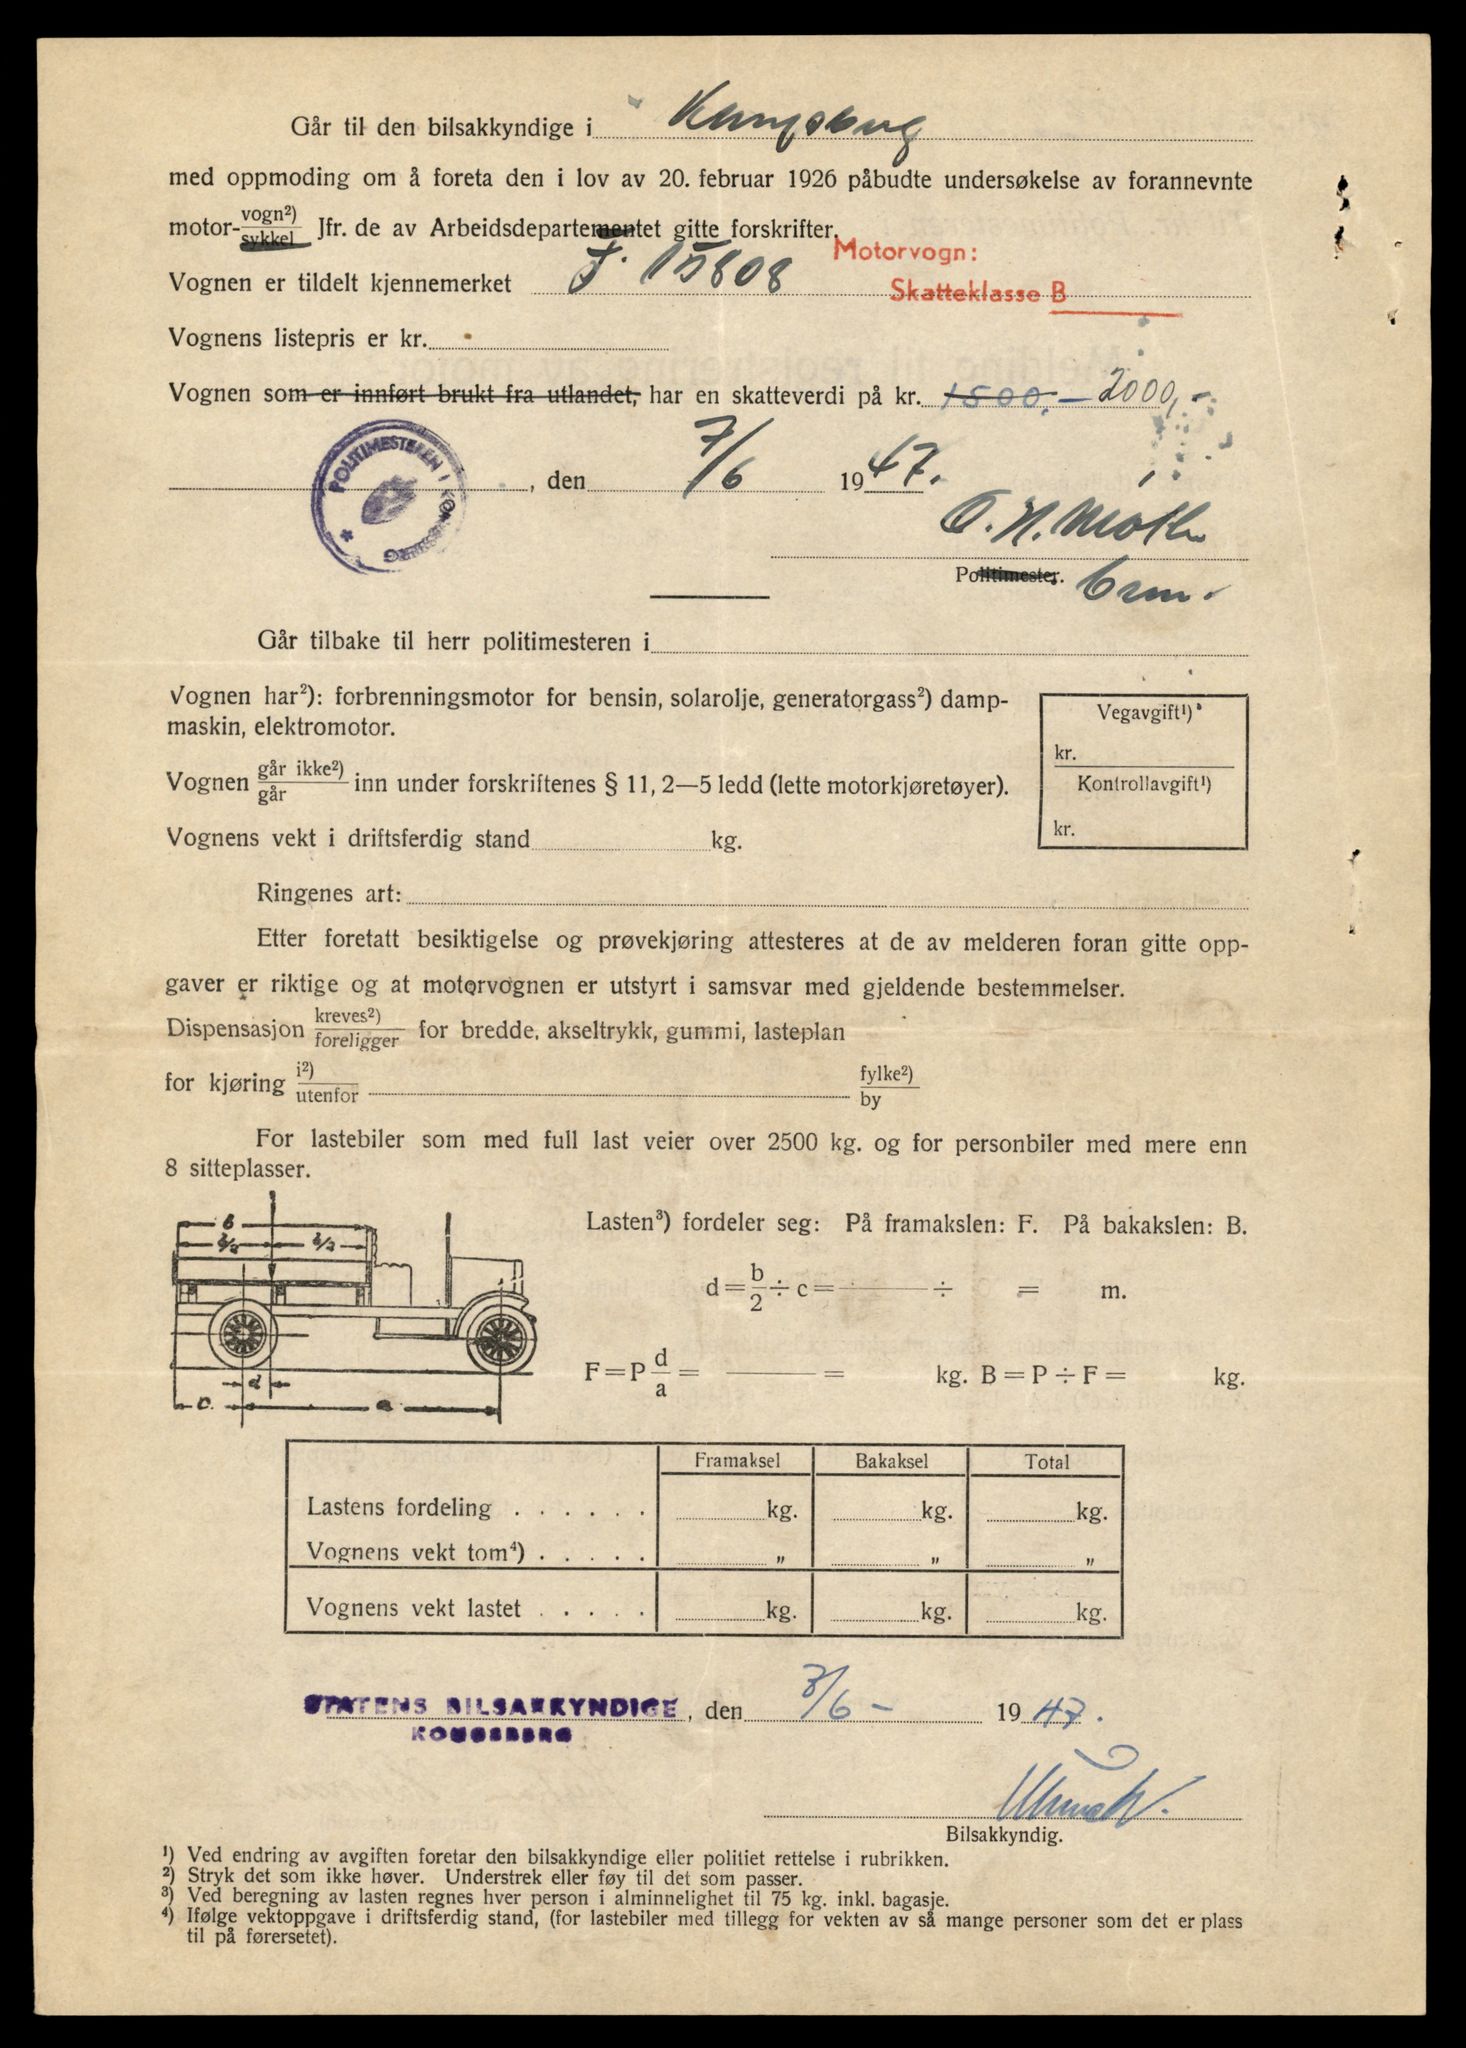 Går til den bilsakkyndige i Kongsberg
med oppmoding om å foreta den i lov av 20. februar 1926 påbudte undersøkelse av forannevnte
motor- vogn²) / sykkel Jfr. de av Arbeidsdepartementet gitte forskrifter.
Motorvogn:
Vognen er tildelt kjennemerket F. 15808
Skatteklasse B
Vognens listepris er kr.
Vognen som er innført brukt fra utlandet, har en skatteverdi på kr. 1500,- 2000,-
POLITIMESTEREN I KONGSBERG
, den 7/6 1947.
Politimester.
Går tilbake til herr politimesteren i
Vognen har²): forbrenningsmotor for bensin, solarolje, generatorgass²) damp-
maskin, elektromotor.
Vegavgift¹)
kr.
Kontrollavgift¹)
kr.
Vognen går ikke²) / går inn under forskriftenes § 11, 2—5 ledd (lette motorkjøretøyer).
Vognens vekt i driftsferdig stand kg.
Ringenes art:
Etter foretatt besiktigelse og prøvekjøring attesteres at de av melderen foran gitte opp-
gaver er riktige og at motorvognen er utstyrt i samsvar med gjeldende bestemmelser.
Dispensasjon kreves²) / foreligger for bredde, akseltrykk, gummi, lasteplan
for kjøring i²) / utenfor fylke²) / by
For lastebiler som med full last veier over 2500 kg. og for personbiler med mere enn
8 sitteplasser.
b
b/2 b/2
d
c. a
Lasten³) fordeler seg: På framakslen: F. På bakakslen: B.
d = b/2 ÷ c = ÷ = m.
F = P d/a = = kg. B = P ÷ F = kg.
Framaksel Bakaksel Total
Lastens fordeling . . . . . . kg. kg. kg.
Vognens vekt tom⁴) . . . . . „ „ „
Vognens vekt lastet . . . . . kg. kg. kg.
STATENS BILSAKKYNDIGE, den 3/6 - 1947.
KONGSBERG
Bilsakkyndig.
¹) Ved endring av avgiften foretar den bilsakkyndige eller politiet rettelse i rubrikken.
²) Stryk det som ikke høver. Understrek eller føy til det som passer.
³) Ved beregning av lasten regnes hver person i alminnelighet til 75 kg. inkl. bagasje.
⁴) Ifølge vektoppgave i driftsferdig stand, (for lastebiler med tillegg for vekten av så mange personer som det er plass
til på førersetet).